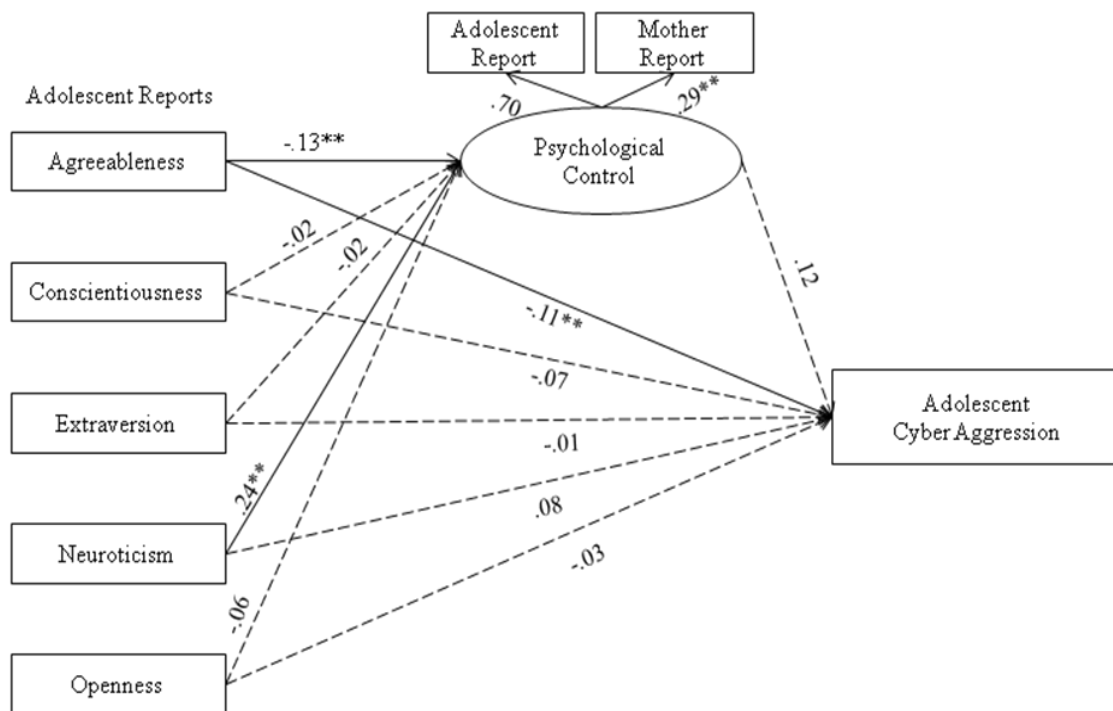 Adolescent
Report
Mother
Report
Adolescent Reports
.70
.29**
Agreeableness
-.13**
Psychological
Control
-.02
-.02
.12
Conscientiousness
-.11**
-.07
Extraversion
-.01
Adolescent
Cyber Aggression
.24**
.08
Neuroticism
-.03
-.06
Openness